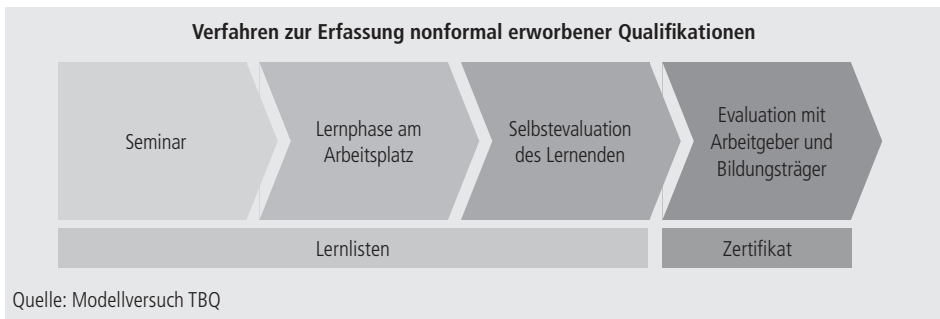 Verfahren zur Erfassung nonformal erworbener Qualifikationen
Seminar
Lernphase am
Arbeitsplatz
Selbstevaluation
des Lernenden
Evaluation mit
Arbeitgeber und
Bildungsträger
Lernlisten
Zertifikat
Quelle: Modellversuch TBQ